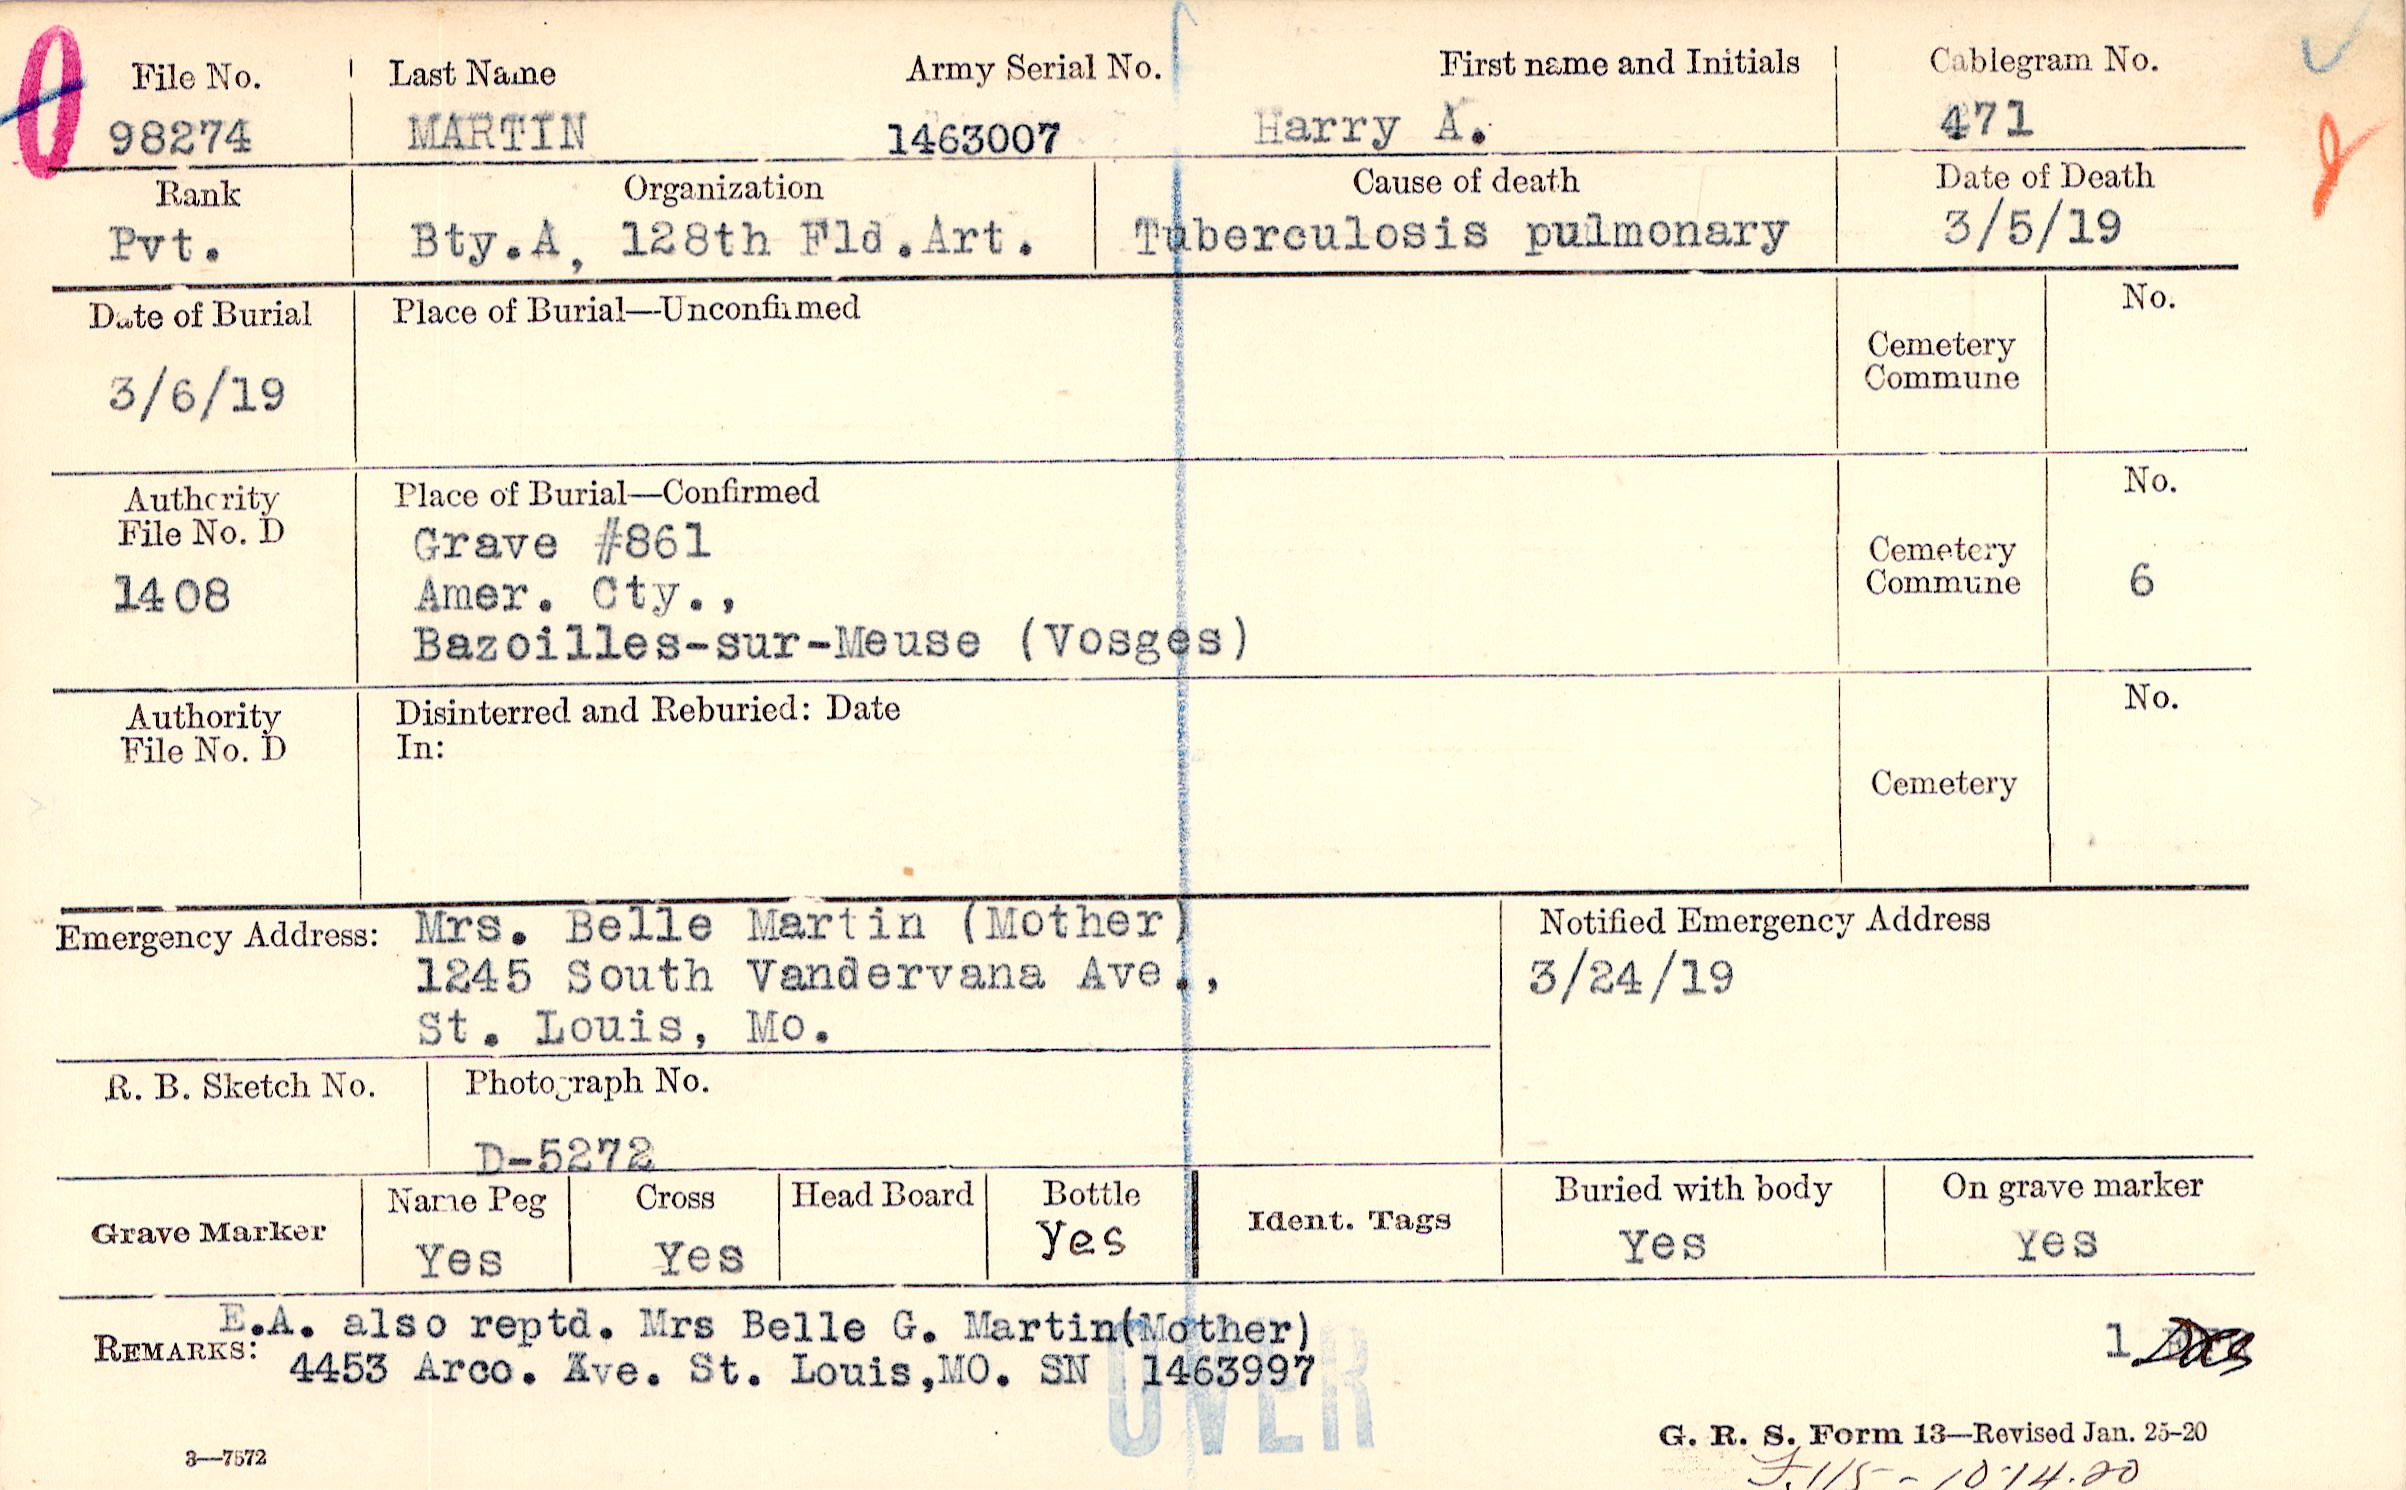 File No. Last Name Army Serial No. First name and Initials Cablegram No.
98274 MARTIN 1463007 Harry A. 471
Rank Organization Cause of death Date of Death
Pvt. Bty.A, 128th Fld.Art. Tuberculosis pulmonary 3/5/19
Date of Burial Place of Burial—Unconfirmed No.
Cemetery
Commune
3/6/19
Authority Place of Burial—Confirmed No.
File No. D Grave #861
Cemetery
1408 Amer. Cty., Commune 6
Bazoilles-sur-Meuse (Vosges)
Authority Disinterred and Reburied: Date No.
File No. D In:
Cemetery
Emergency Address: Mrs. Belle Martin (Mother) Notified Emergency Address
1245 South Vandervana Ave., 3/24/19
St. Louis, Mo.
R. B. Sketch No. Photograph No.
D-5272
Grave Marker Name Peg Cross Head Board Bottle Ident. Tags Buried with body On grave marker
Yes Yes Yes Yes Yes
E.A. also reptd. Mrs Belle G. Martin(Mother)
REMARKS: 4453 Arco. Ave. St. Louis,MO. SN 1463997 1
OVER
3—7572 G. R. S. Form 13—Revised Jan. 25-20